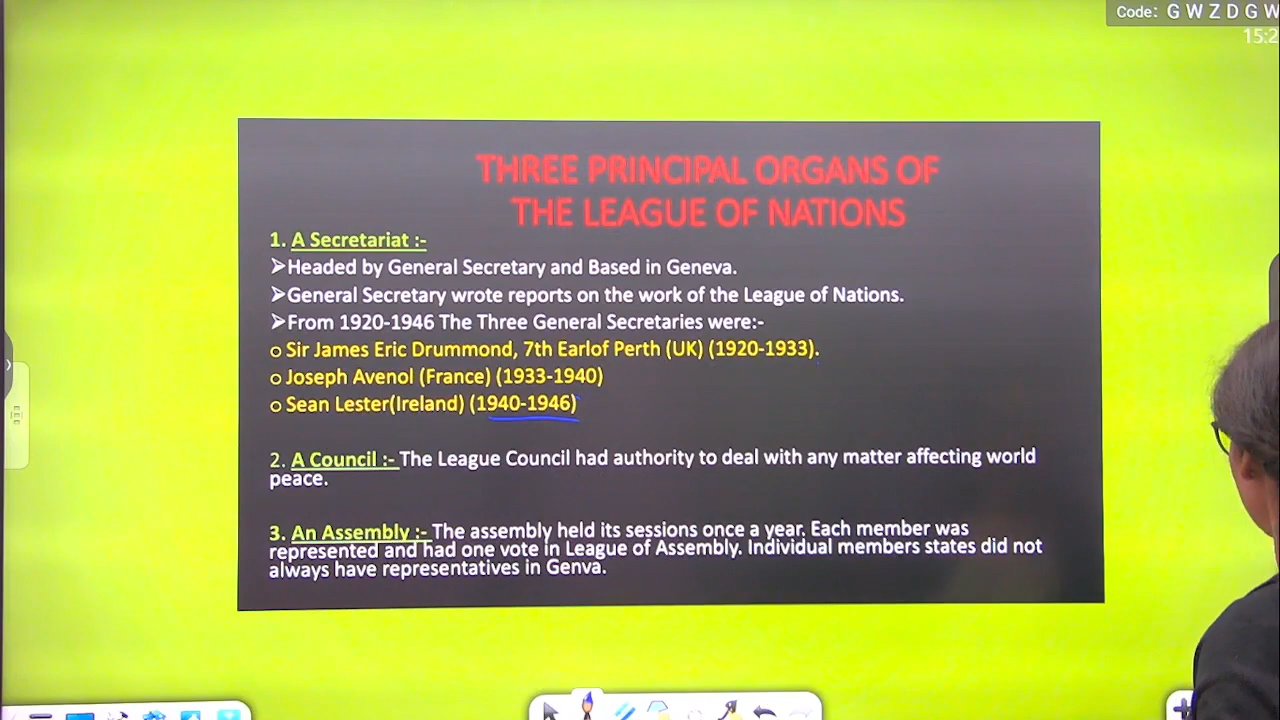 Code: G W Z D G W
15:2
THREE PRINCIPAL ORGANS OF
THE LEAGUE OF NATIONS
1. A Secretariat :-
➢Headed by General Secretary and Based in Geneva.
➢General Secretary wrote reports on the work of the League of Nations.
➢From 1920-1946 The Three General Secretaries were:-
o Sir James Eric Drummond, 7th Earlof Perth (UK) (1920-1933).
o Joseph Avenol (France) (1933-1940)
o Sean Lester(Ireland) (1940-1946)
2. A Council :- The League Council had authority to deal with any matter affecting world
peace.
3. An Assembly :- The assembly held its sessions once a year. Each member was
represented and had one vote in League of Assembly. Individual members states did not
always have representatives in Genva.